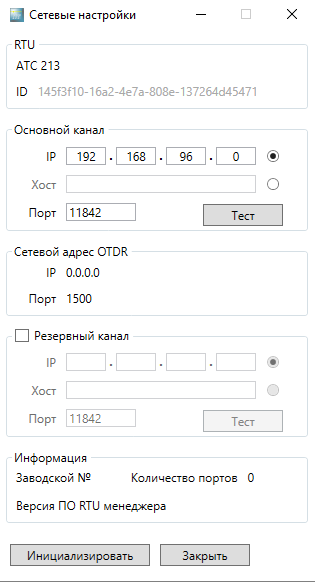 Сетевые настройки
RTU
АТС 213
ID 145f3f10-16a2-4e7a-808e-137264d45471
Основной канал
IP 192 . 168 . 96 . 0
Хост
Порт 11842 Тест
Сетевой адрес OTDR
IP 0.0.0.0
Порт 1500
Резервный канал
IP . . .
Хост
Порт 11842 Тест
Информация
Заводской № Количество портов 0
Версия ПО RTU менеджера
Инициализировать Закрыть